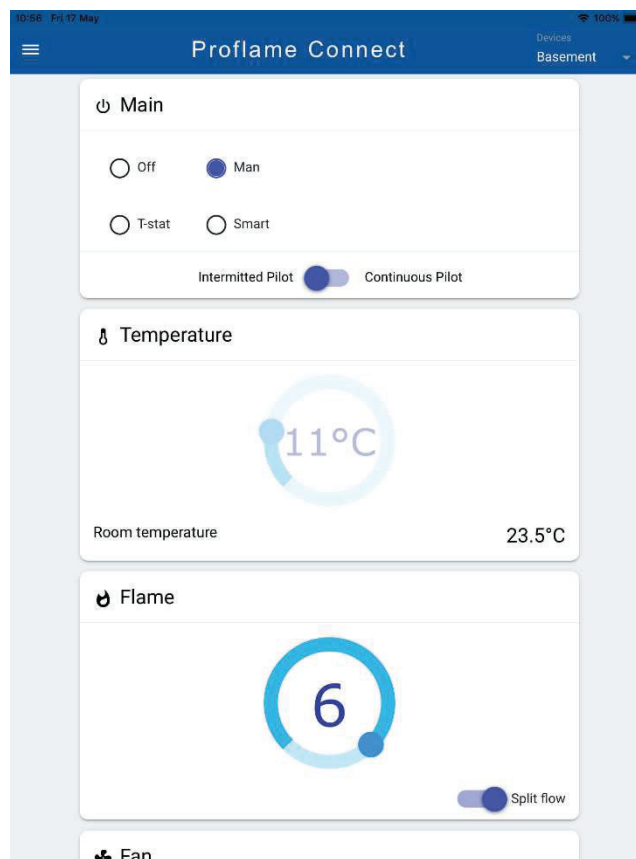 10:56 Fri 17 May
100%
Proflame Connect
Devices
Basement
Main
Off
Man
T-stat
Smart
Intermitted Pilot
Continuous Pilot
Temperature
11°C
Room temperature
23.5°C
Flame
6
Split flow
Fan